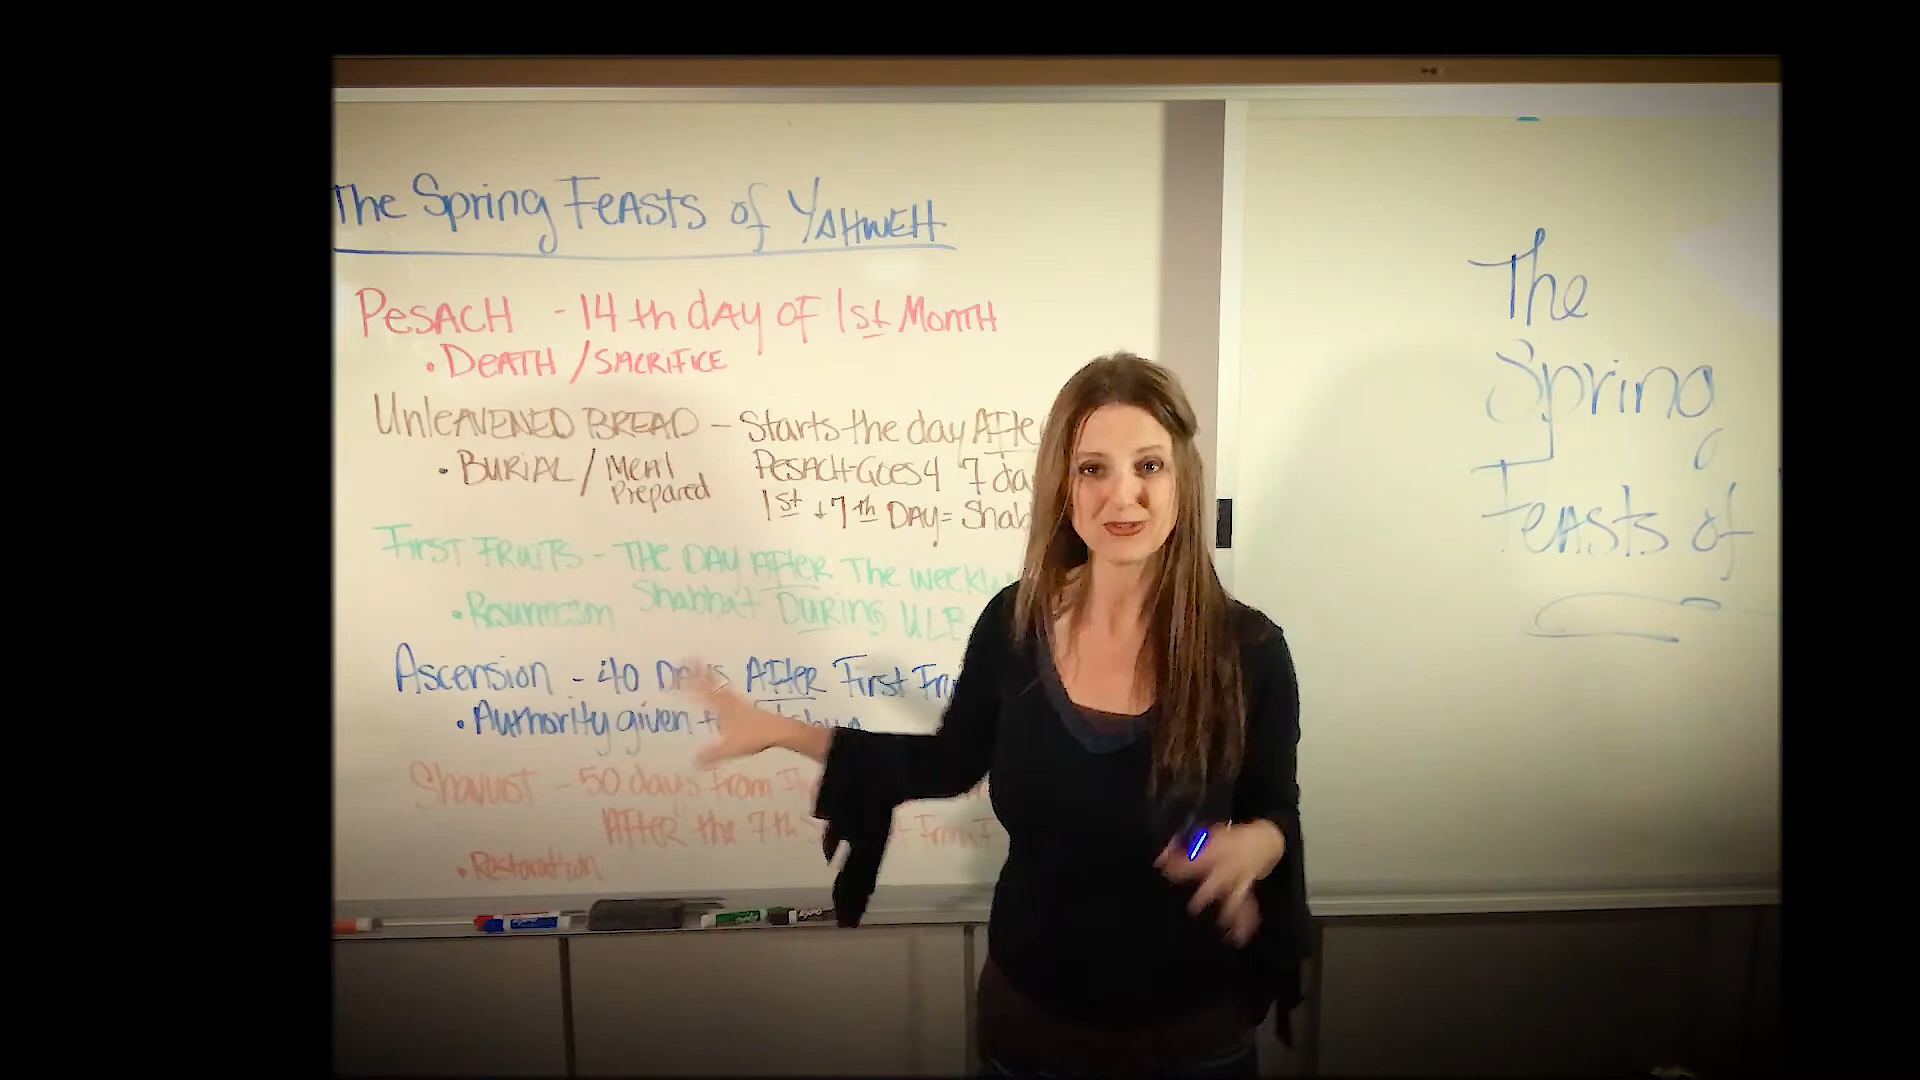 The Spring Feasts of YAHWEH
PESACH - 14th day of 1st Month
• DEATH / SACRIFICE
UnleAVENED BREAD - Starts the day AFter
• BURIAL / Meal Prepared
PESACH-Goes 4 7 da
1st + 7th DAY = Shab
FIRST FRUITS - THE DAY AFTER The weekly
• Resurrection Shabbat DURING ULB
Ascension - 40 Days AFter First Fru
• Authority given
Shavuot - 50 days From
AFTER the 7th From
• Restoration
The
Spring
Feasts of